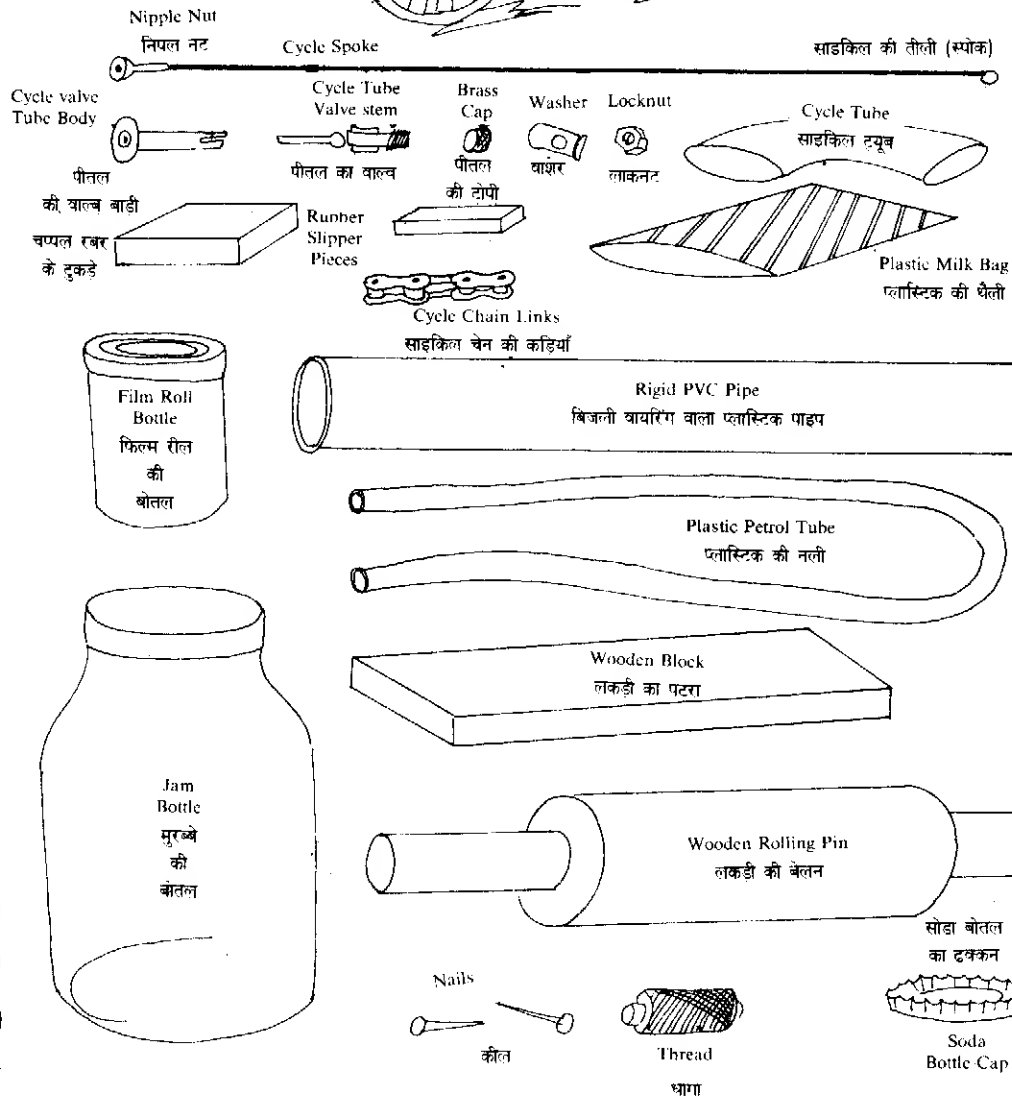 Nipple Nut
निपल नट
Cycle Spoke
साइकिल की तीली (स्पोक)
Cycle valve
Tube Body
पीतल
की वाल्ब बाडी
Cycle Tube
Valve stem
पीतल का वाल्व
Brass
Cap
पीतल
की टोपी
Washer
वाशर
Locknut
लाकनट
Cycle Tube
साइकिल टयूब
चप्पल रबर
के टुकड़े
Rubber
Slipper
Pieces
Plastic Milk Bag
प्लास्टिक की थैली
Cycle Chain Links
साइकिल चेन की कड़ियाँ
Film Roll
Bottle
फिल्म रील
की
बोतल
Rigid PVC Pipe
बिजली वायरिंग वाला प्लास्टिक पाइप
Plastic Petrol Tube
प्लास्टिक की नली
Wooden Block
लकड़ी का पटरा
Jam
Bottle
मुरब्बे
की
बोतल
Wooden Rolling Pin
लकड़ी की बेलन
Nails
कील
Thread
धागा
सोडा बोतल
का ढक्कन
Soda
Bottle Cap